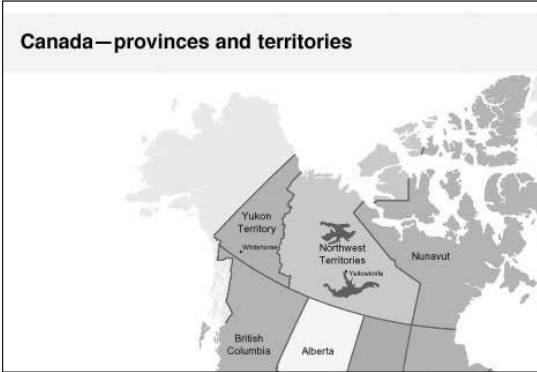 Canada—provinces and territories
Yukon
Territory
Whitehorse
Northwest
Territories
Yellowknife
Nunavut
British
Columbia
Alberta